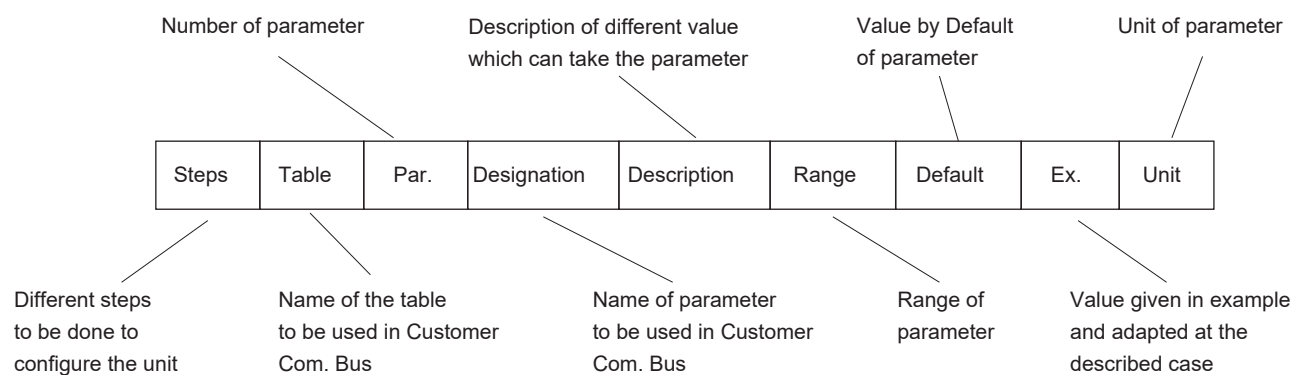 Number of parameter
Description of different value
which can take the parameter
Value by Default
of parameter
Unit of parameter
Steps Table Par. Designation Description Range Default Ex. Unit
Different steps
to be done to
configure the unit
Name of the table
to be used in Customer
Com. Bus
Name of parameter
to be used in Customer
Com. Bus
Range of
parameter
Value given in example
and adapted at the
described case